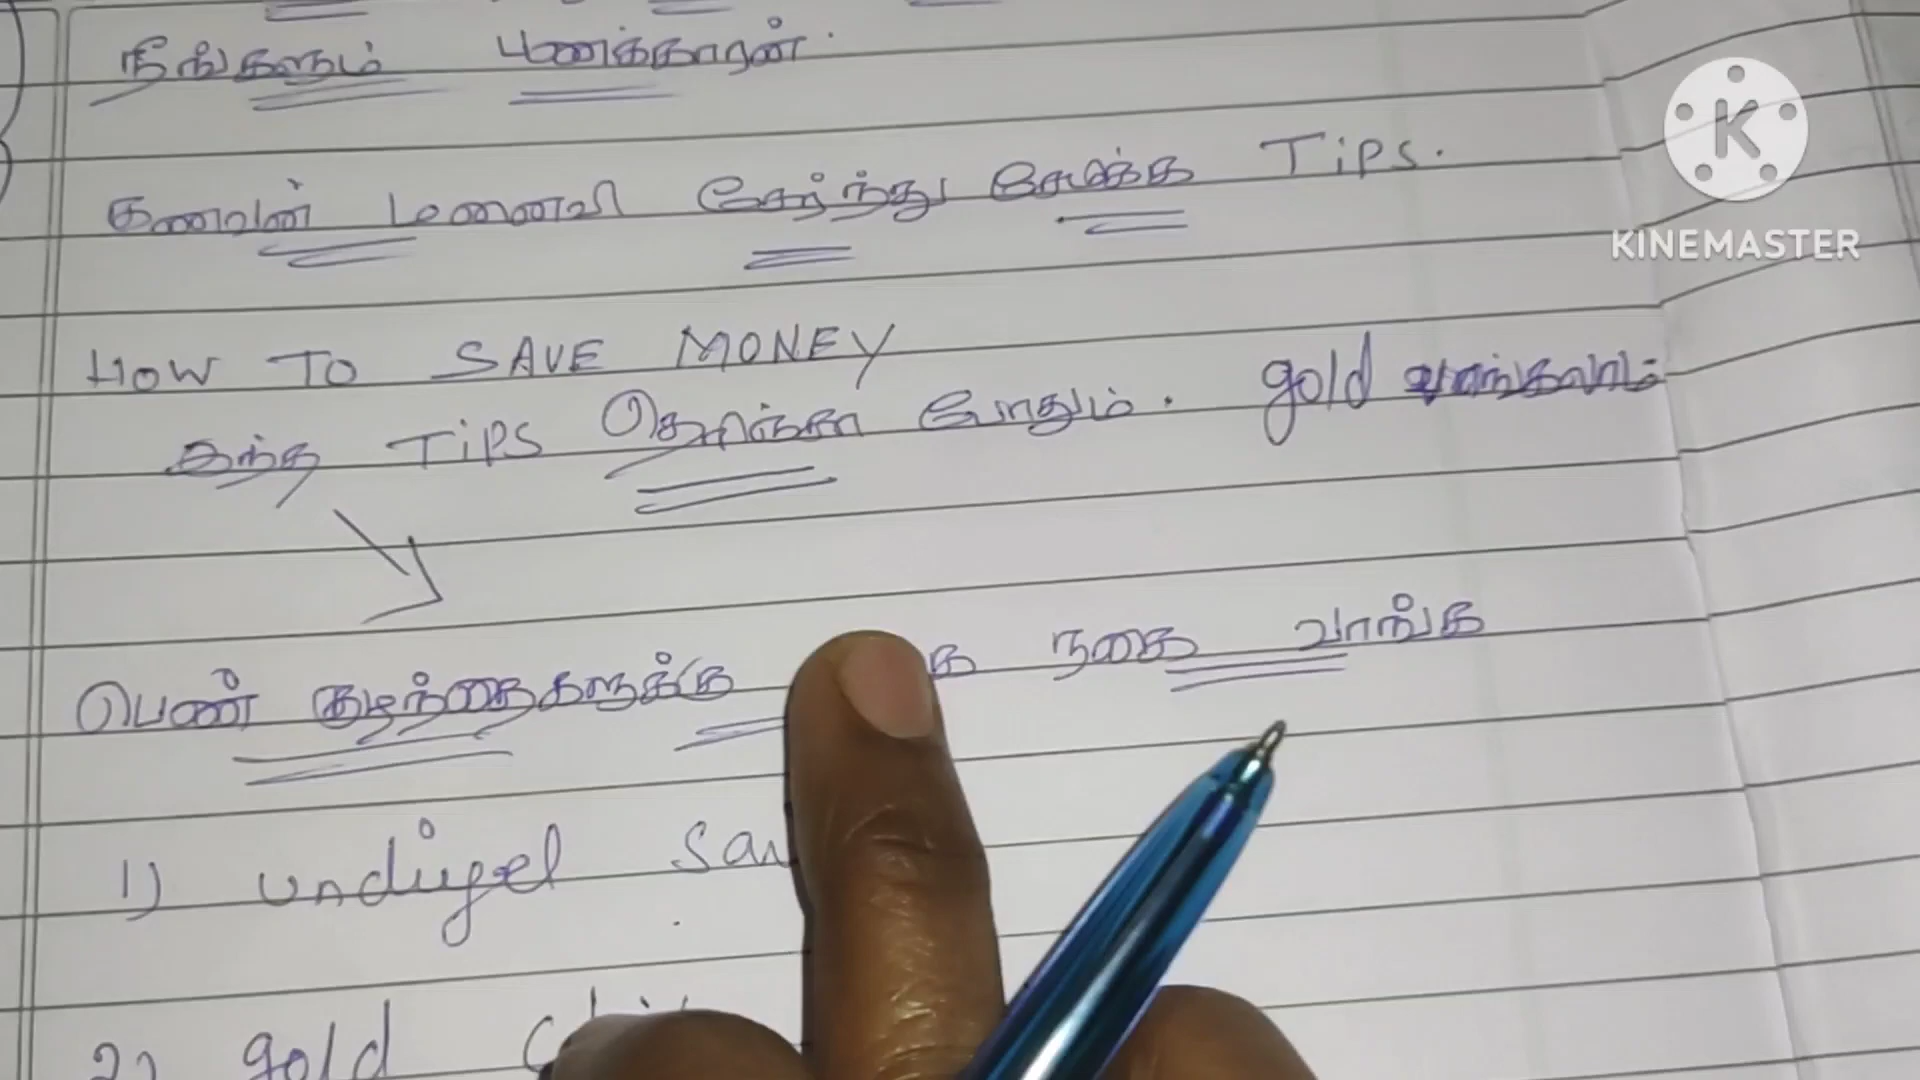 நீங்களும் பணக்காரன்.
கணவன் மனைவி சேர்ந்து சேமிக்க Tips.
KINEMASTER
HOW TO SAVE MONEY
இந்த TiPS தெரிஞ்சா போதும். gold வாங்கலாம்
பெண் குழந்தைகளுக்கு நகை வாங்க
1) undiyel
2) gold